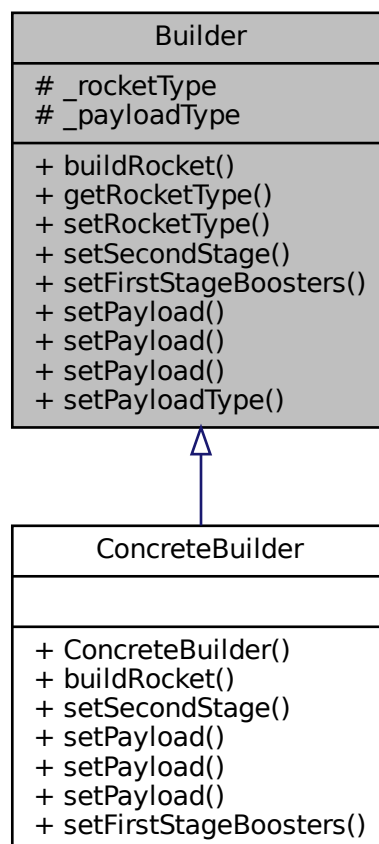 Builder
# _rocketType
# _payloadType
+ buildRocket()
+ getRocketType()
+ setRocketType()
+ setSecondStage()
+ setFirstStageBoosters()
+ setPayload()
+ setPayload()
+ setPayload()
+ setPayloadType()
ConcreteBuilder
+ ConcreteBuilder()
+ buildRocket()
+ setSecondStage()
+ setPayload()
+ setPayload()
+ setPayload()
+ setFirstStageBoosters()